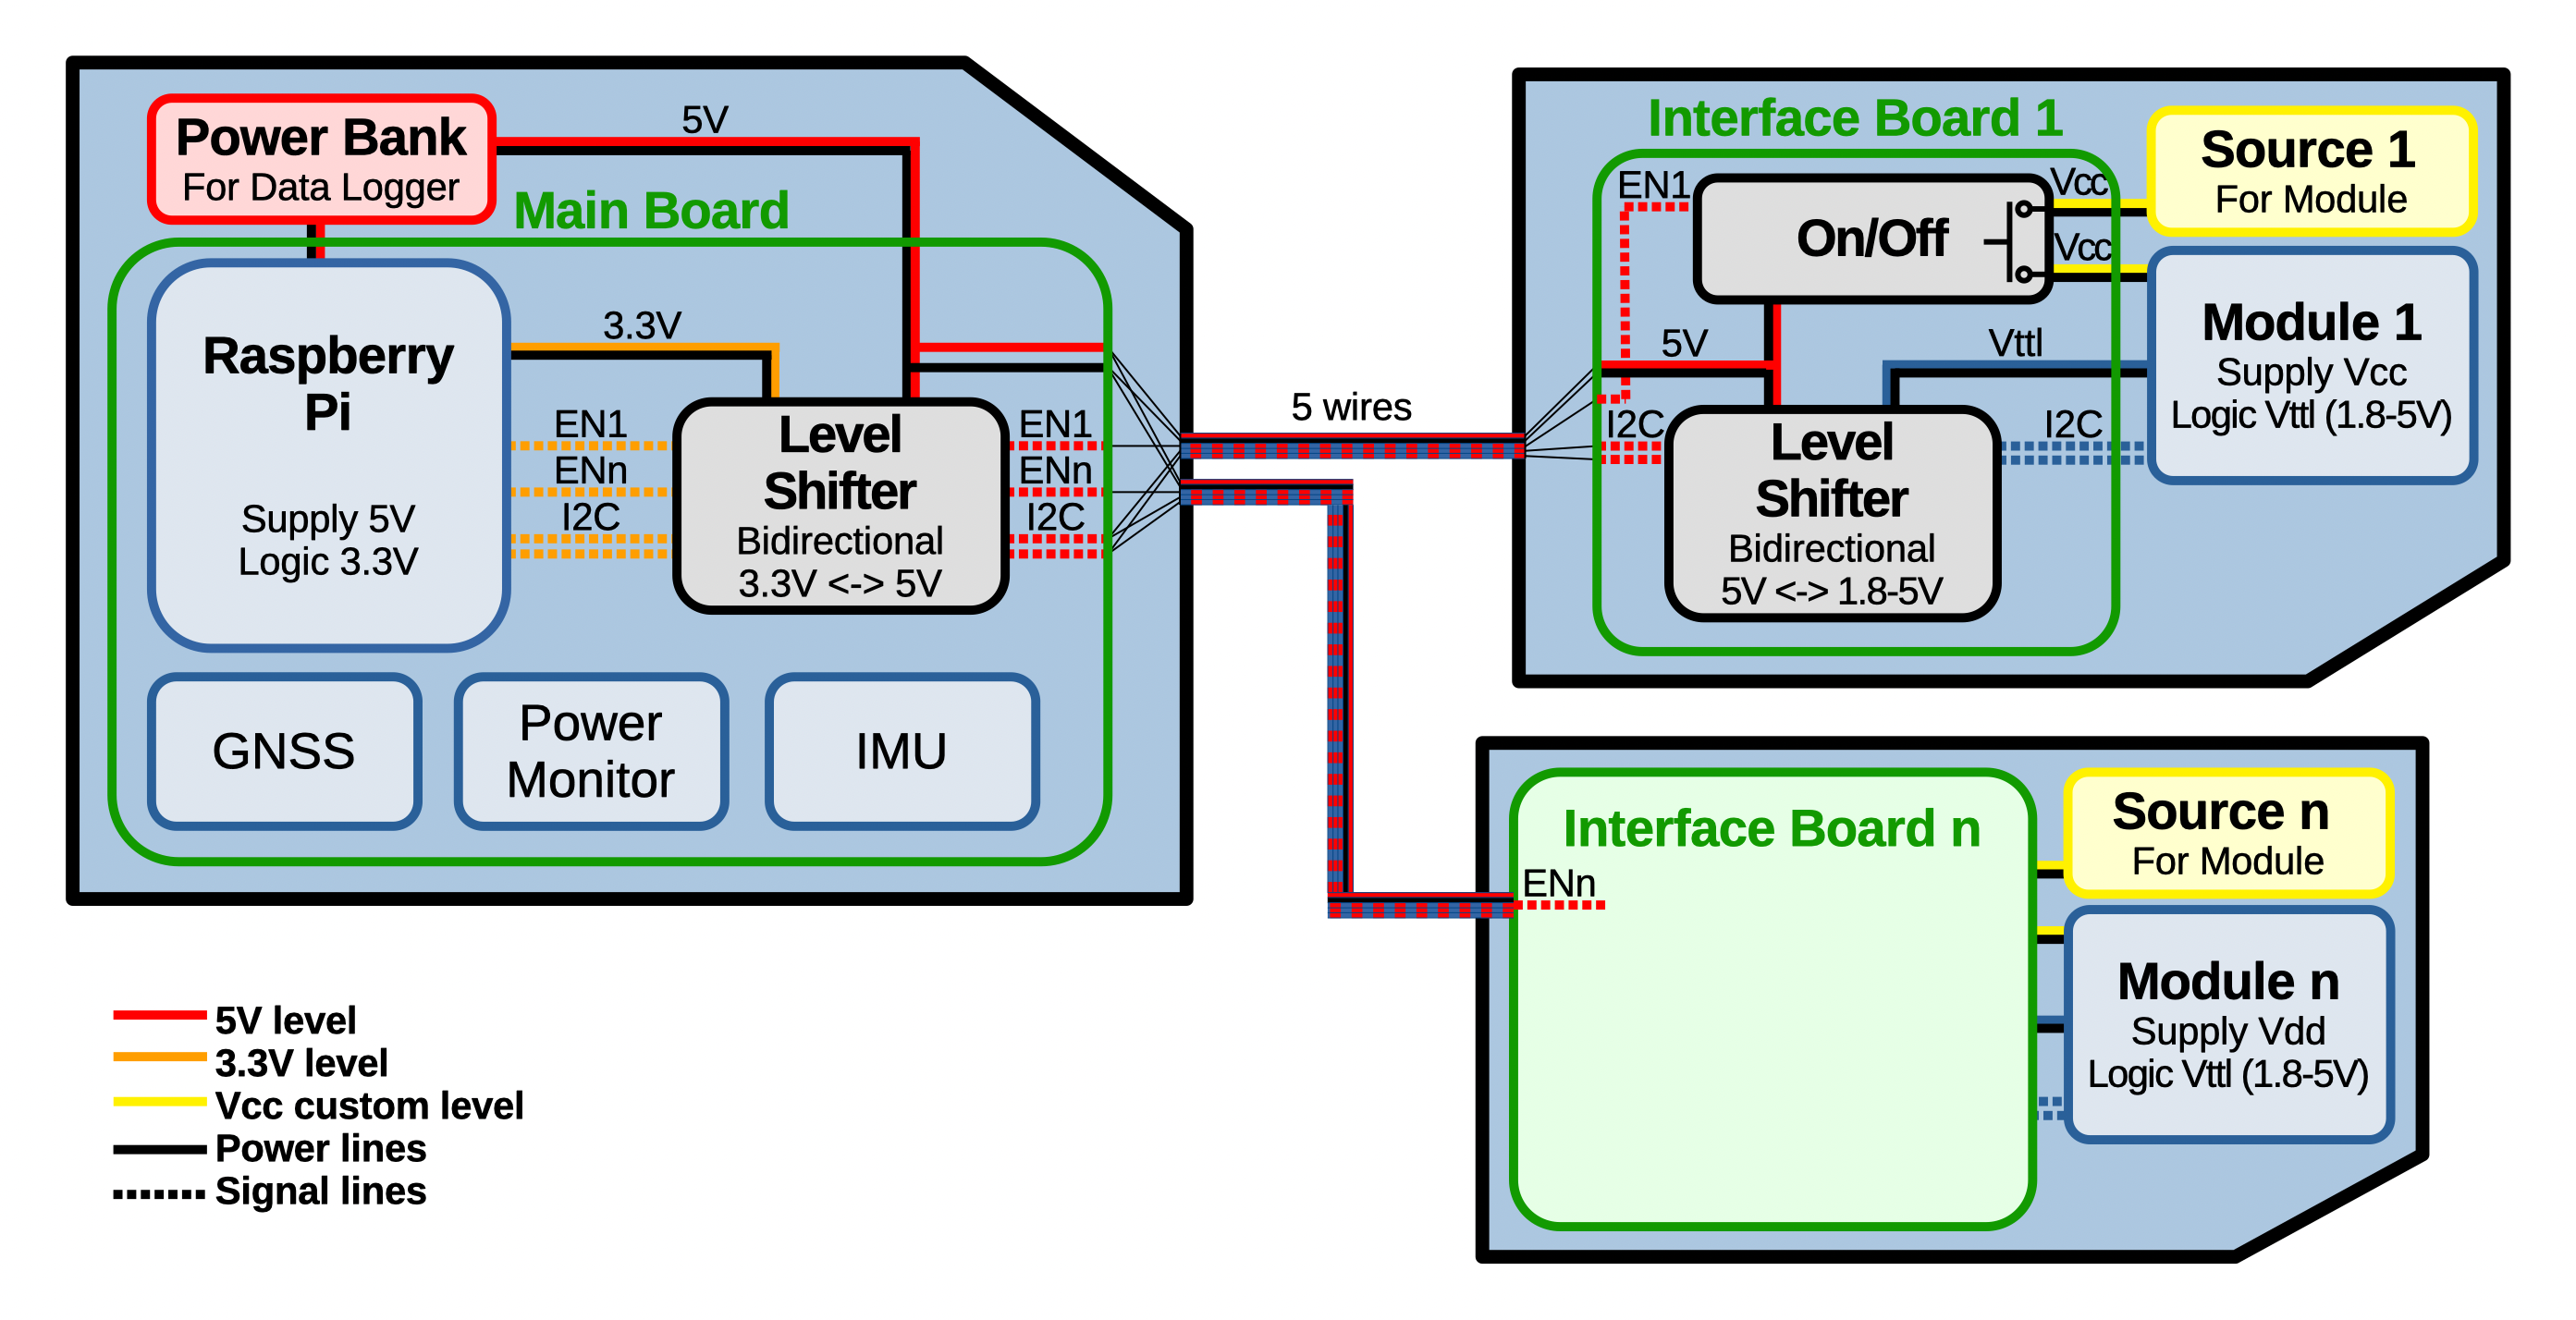 Power Bank
For Data Logger
5V
Main Board
Raspberry
Pi
Supply 5V
Logic 3.3V
3.3V
EN1
ENn
I2C
Level
Shifter
Bidirectional
3.3V <-> 5V
EN1
ENn
I2C
GNSS
Power
Monitor
IMU
5 wires
Interface Board 1
EN1
On/Off
Vcc
Vcc
Source 1
For Module
5V
Vttl
I2C
Level
Shifter
Bidirectional
5V <-> 1.8-5V
I2C
Module 1
Supply Vcc
Logic Vttl (1.8-5V)
Interface Board n
ENn
Source n
For Module
Module n
Supply Vdd
Logic Vttl (1.8-5V)
5V level
3.3V level
Vcc custom level
Power lines
Signal lines